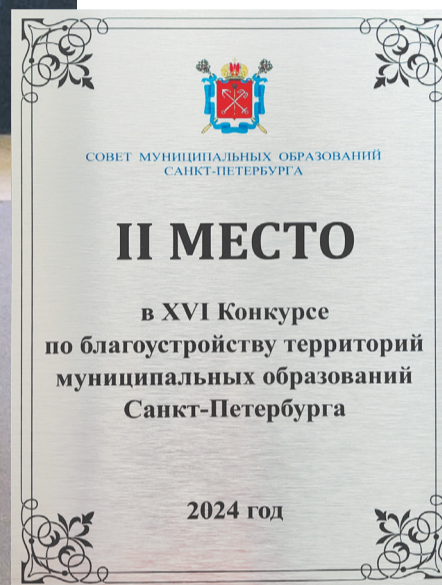 СОВЕТ МУНИЦИПАЛЬНЫХ ОБРАЗОВАНИЙ
САНКТ-ПЕТЕРБУРГА
II МЕСТО
в XVI Конкурсе
по благоустройству территорий
муниципальных образований
Санкт-Петербурга
2024 год